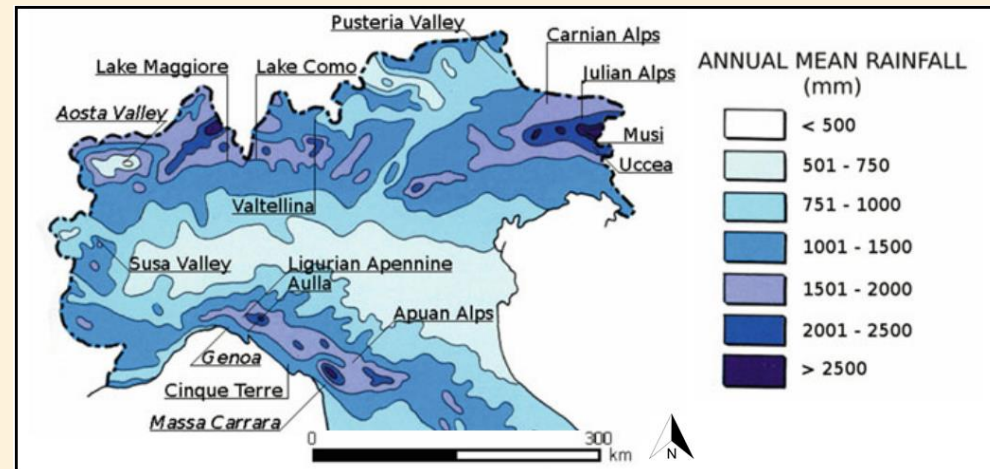 Pusteria Valley
Carnian Alps
Lake Maggiore
Lake Como
Julian Alps
Aosta Valley
Musi
Uccea
Valtellina
Susa Valley
Ligurian Apennine
Aulla
Apuan Alps
Genoa
Cinque Terre
Massa Carrara
0
300
km
N
ANNUAL MEAN RAINFALL
(mm)
< 500
501 - 750
751 - 1000
1001 - 1500
1501 - 2000
2001 - 2500
> 2500